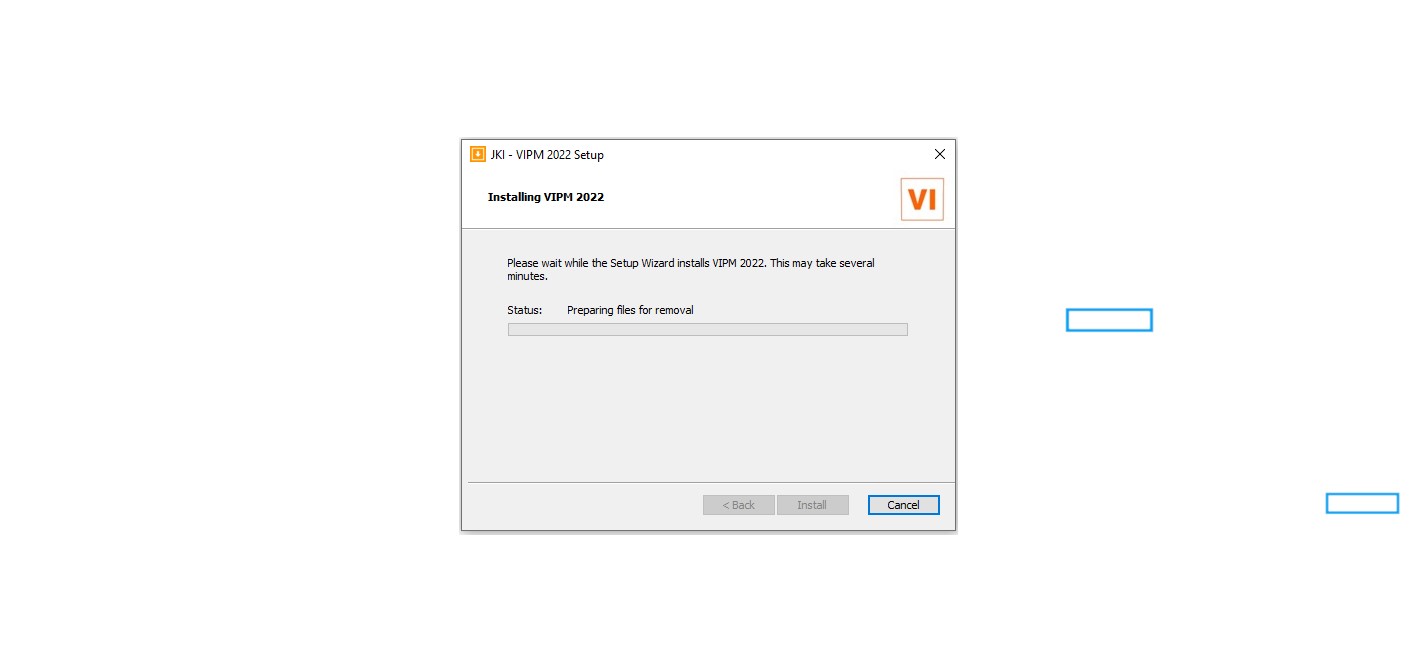 JKI - VIPM 2022 Setup
Installing VIPM 2022
VI
Please wait while the Setup Wizard installs VIPM 2022. This may take several
minutes.
Status: Preparing files for removal
< Back Install Cancel